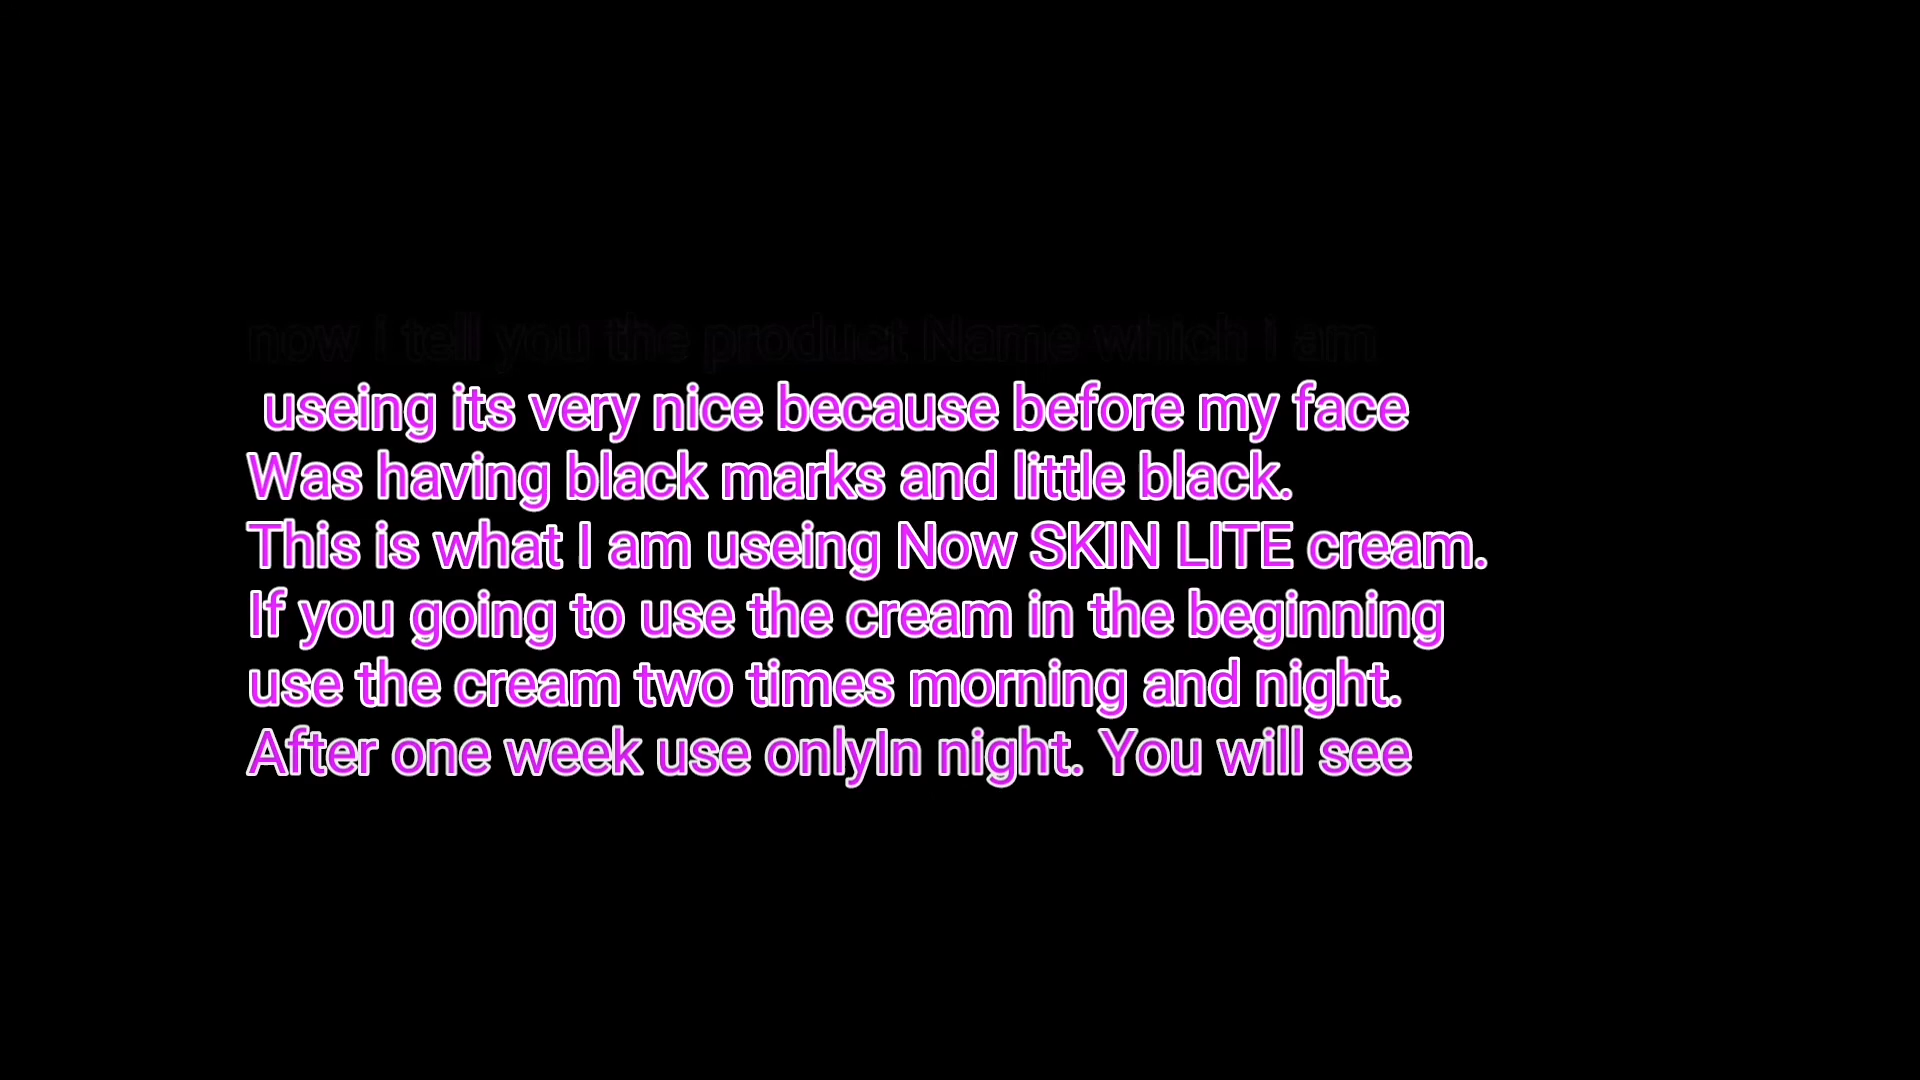 now i tell you the product Name which i am
useing its very nice because before my face
Was having black marks and little black.
This is what I am useing Now SKIN LITE cream.
If you going to use the cream in the beginning
use the cream two times morning and night.
After one week use onlyIn night. You will see